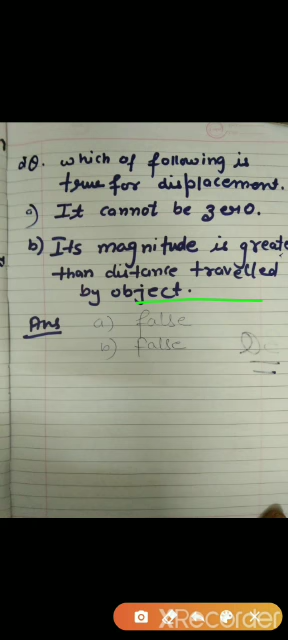 20. which of following is
true for displacement.
a) It cannot be zero.
b) Its magnitude is greate
than distance travelled
by object.
Ans a) false
b) false
XRecorder